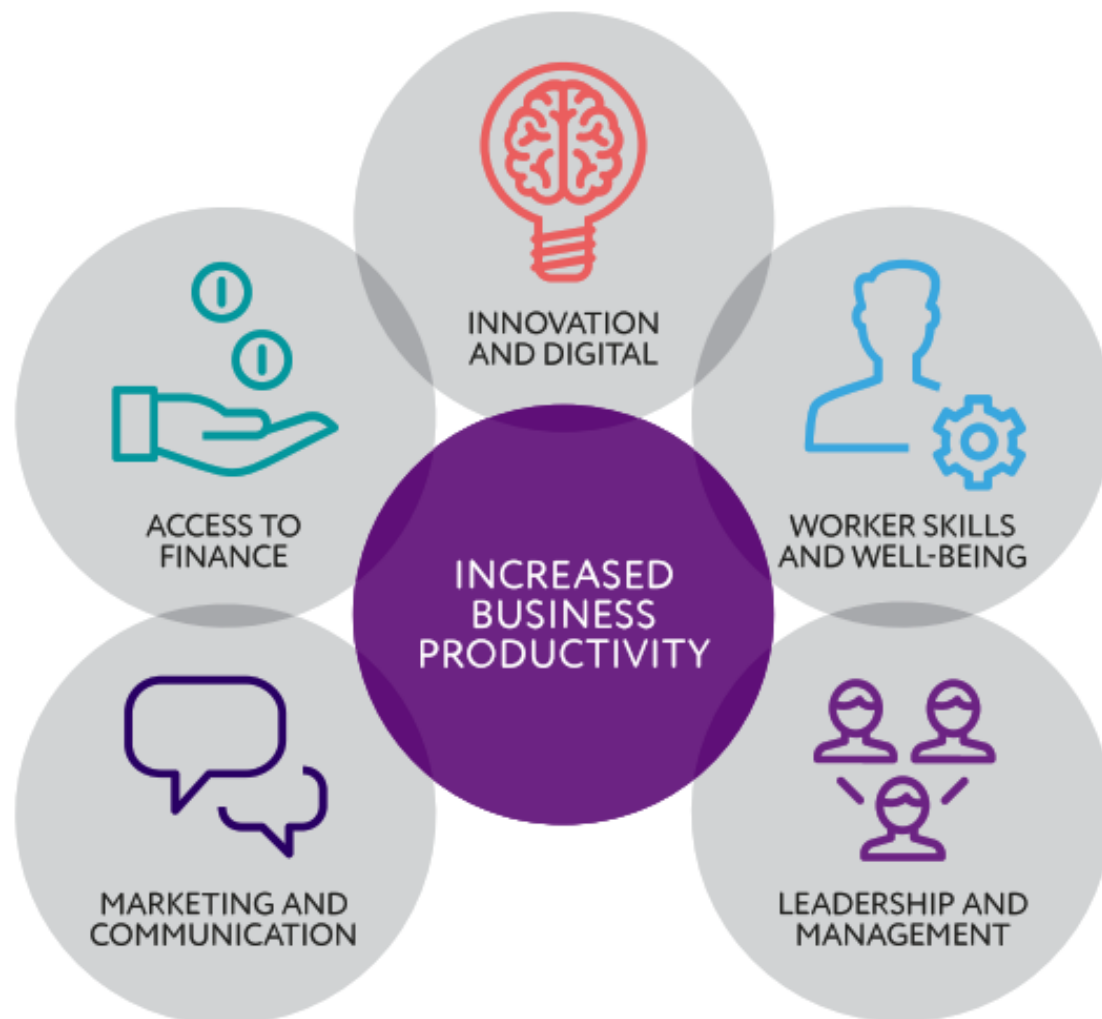 INNOVATION
AND DIGITAL
ACCESS TO
FINANCE
WORKER SKILLS
AND WELL-BEING
INCREASED
BUSINESS
PRODUCTIVITY
MARKETING AND
COMMUNICATION
LEADERSHIP AND
MANAGEMENT